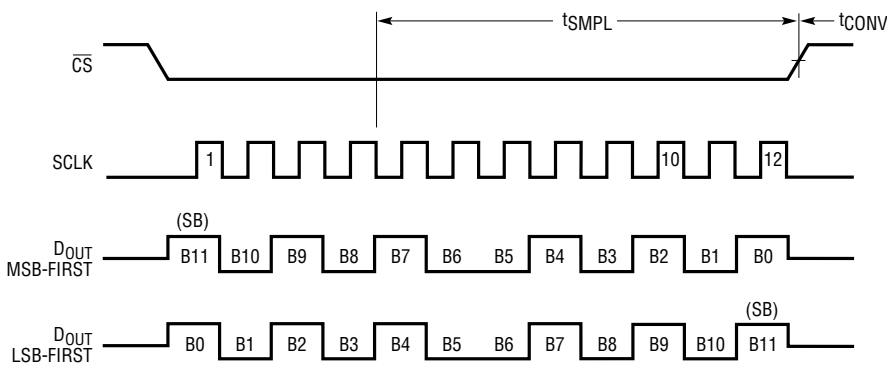 tSMPL tCONV
CS
SCLK 1 10 12
(SB)
DOUT
MSB-FIRST B11 B10 B9 B8 B7 B6 B5 B4 B3 B2 B1 B0
(SB)
DOUT
LSB-FIRST B0 B1 B2 B3 B4 B5 B6 B7 B8 B9 B10 B11